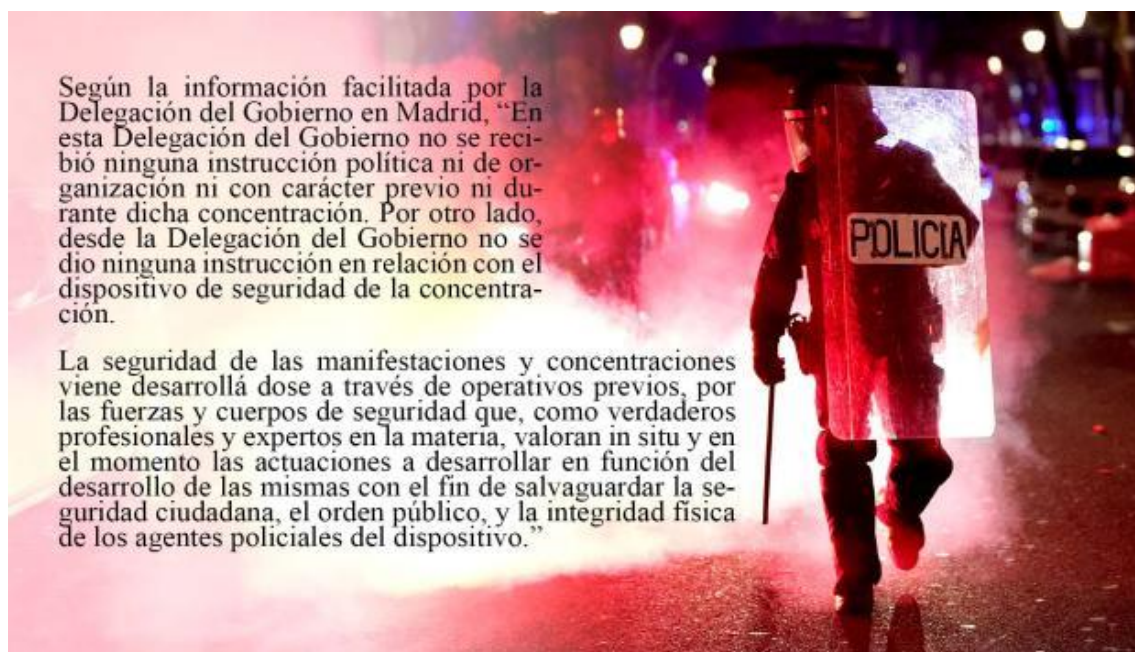 Según la información facilitada por la
Delegación del Gobierno en Madrid, “En
esta Delegación del Gobierno no se reci-
bió ninguna instrucción política ni de or-
ganización ni con carácter previo ni du-
rante dicha concentración. Por otro lado,
desde la Delegación del Gobierno no se
dio ninguna instrucción en relación con el
dispositivo de seguridad de la concentra-
ción.
La seguridad de las manifestaciones y concentraciones
viene desarrollá dose a través de operativos previos, por
las fuerzas y cuerpos de seguridad que, como verdaderos
profesionales y expertos en la materia, valoran in situ y en
el momento las actuaciones a desarrollar en función del
desarrollo de las mismas con el fin de salvaguardar la se-
guridad ciudadana, el orden público, y la integridad física
de los agentes policiales del dispositivo.”
POLICIA